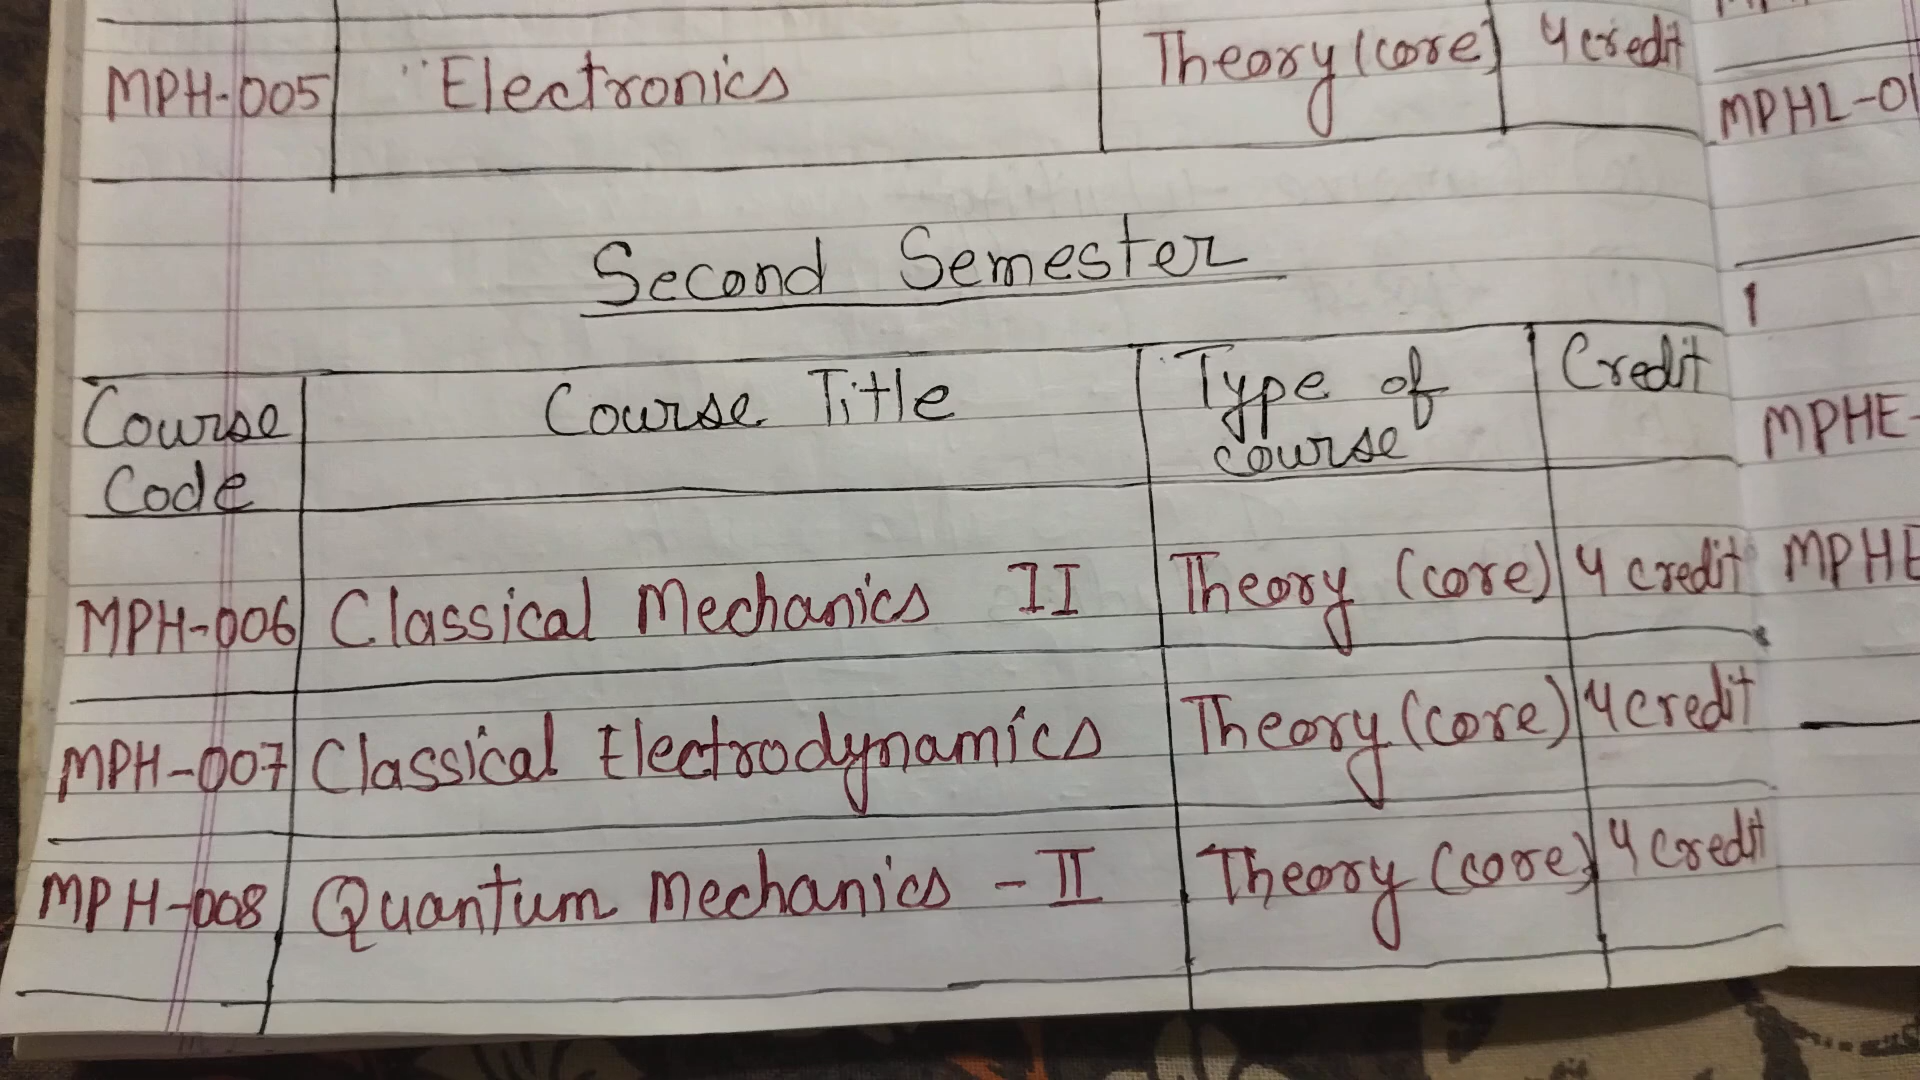 MPH-005 Electronics Theory (core) 4 credit
Second Semester
Course Code Course Title Type of course Credit
MPH-006 Classical Mechanics II Theory (core) 4 credit
MPH-007 Classical Electrodynamics Theory (core) 4 credit
MPH-008 Quantum Mechanics - II Theory (core) 4 credit
MPHL-01
1
MPHE-
MPHE